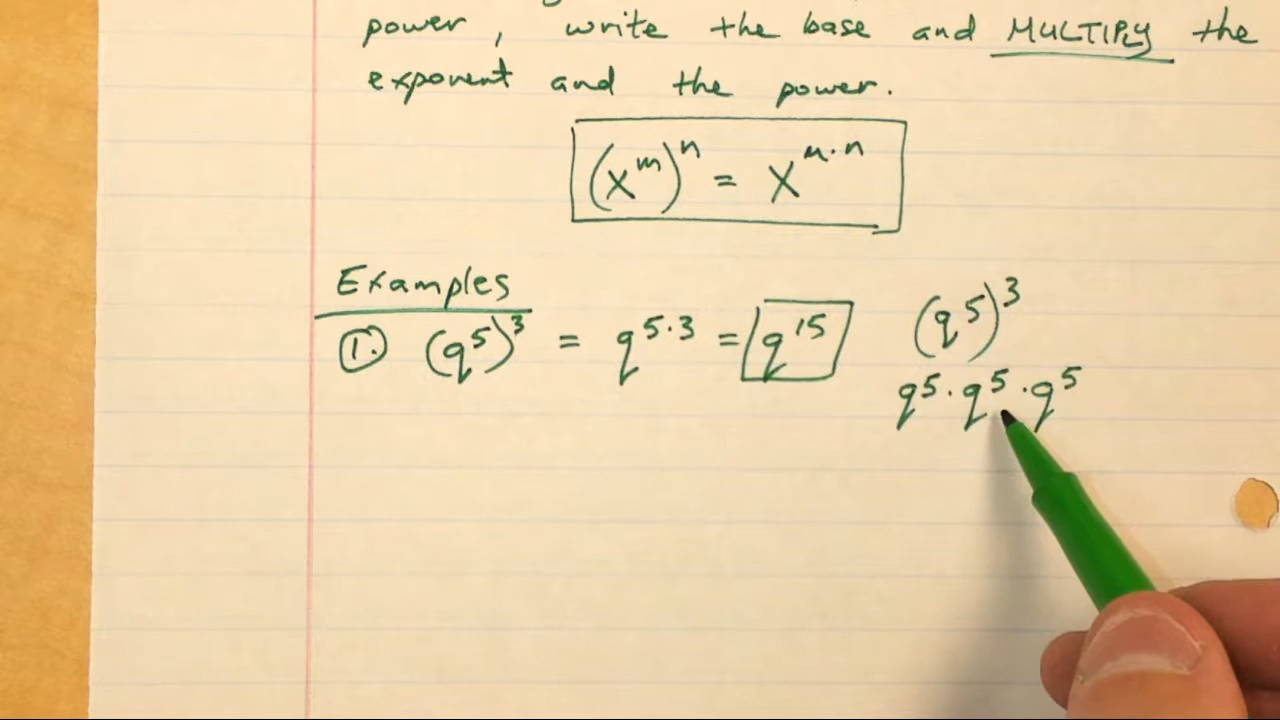 power, write the base and MULTIPLY the
exponent and the power.
(x^m)^n = x^{m·n}
Examples
1. (q^5)^3 = q^{5·3} = q^{15}
(q^5)^3
q^5 · q^5 · q^5